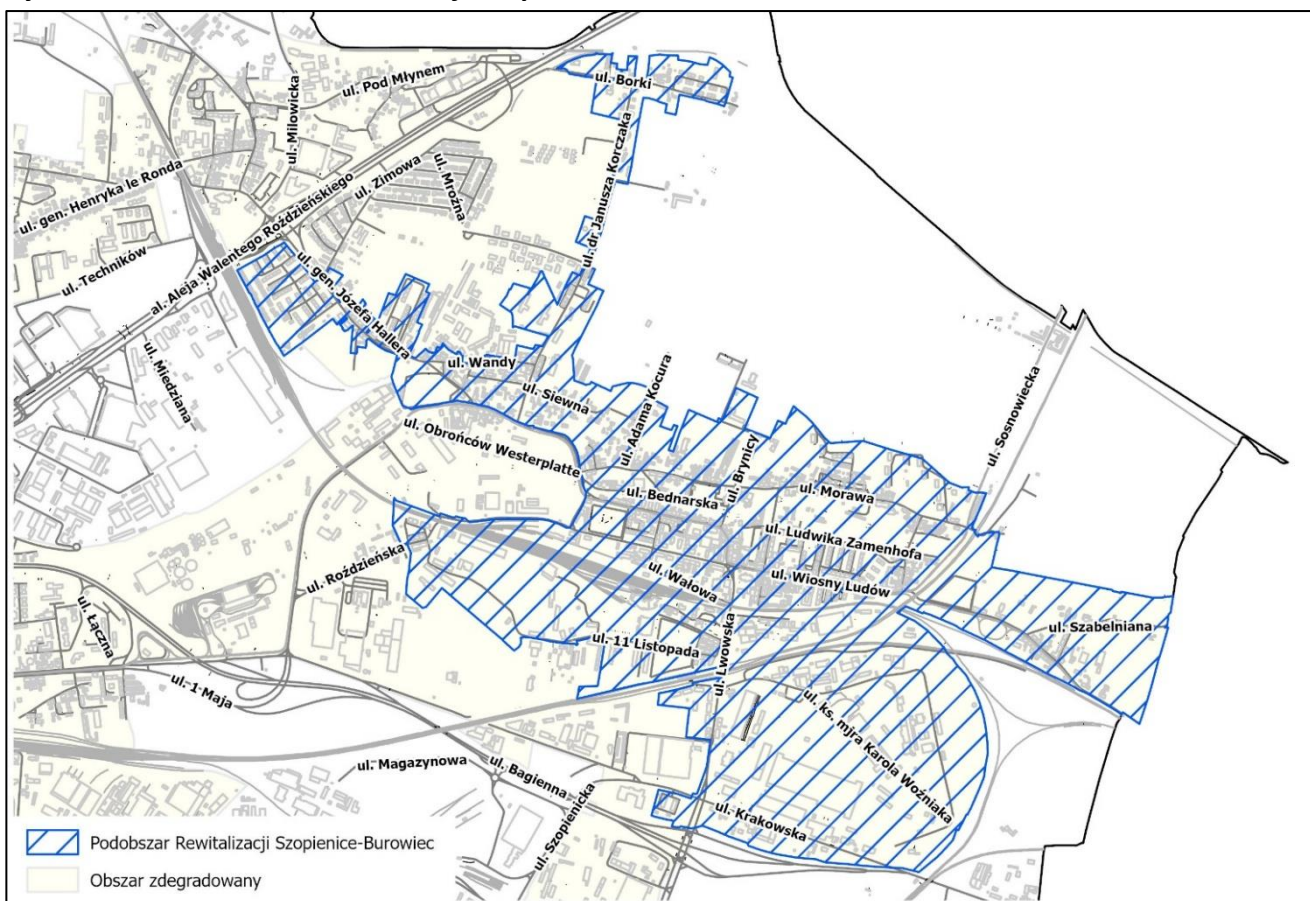 ul. Borki
ul. Pod Młynem
ul. Milowicka
ul. dr Janusza Korczaka
ul. Zimowa
ul. Mroźna
ul. gen. Henryka le Ronda
al. Aleja Walentego Roździeńskiego
ul. Techników
ul. gen. Józefa Hallera
ul. Miedziana
ul. Wandy
ul. Siewna
ul. Adama Kocura
ul. Sosnowiecka
ul. Obrońców Westerplatte
ul. Brynicy
ul. Bednarska
ul. Morawa
ul. Ludwika Zamenhofa
ul. Roździeńska
ul. Wałowa
ul. Wiosny Ludów
ul. Łączna
ul. 11 Listopada
ul. Lwowska
ul. Szabelniana
ul. 1 Maja
ul. ks. mjra Karola Woźniaka
ul. Magazynowa
ul. Bagienna
ul. Szopienicka
ul. Krakowska
Podobszar Rewitalizacji Szopienice-Burowiec
Obszar zdegradowany